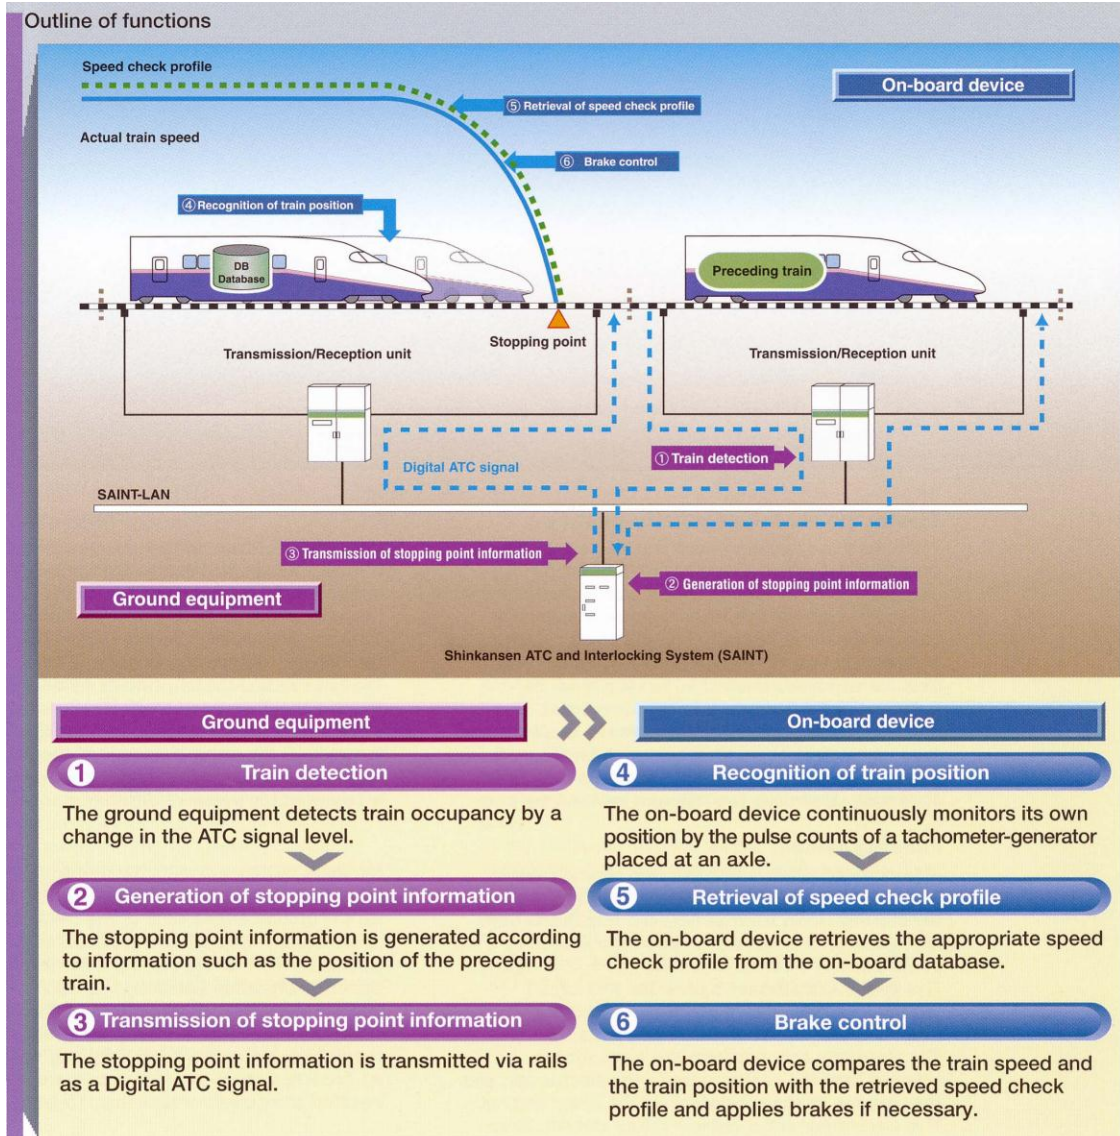 Outline of functions
Speed check profile
On-board device
⑤ Retrieval of speed check profile
Actual train speed
⑥ Brake control
④ Recognition of train position
DB
Database
Preceding train
Stopping point
Transmission/Reception unit
Transmission/Reception unit
① Train detection
Digital ATC signal
SAINT-LAN
③ Transmission of stopping point information
② Generation of stopping point information
Ground equipment
Shinkansen ATC and Interlocking System (SAINT)
Ground equipment
1 Train detection
The ground equipment detects train occupancy by a
change in the ATC signal level.
2 Generation of stopping point information
The stopping point information is generated according
to information such as the position of the preceding
train.
3 Transmission of stopping point information
The stopping point information is transmitted via rails
as a Digital ATC signal.
On-board device
4 Recognition of train position
The on-board device continuously monitors its own
position by the pulse counts of a tachometer-generator
placed at an axle.
5 Retrieval of speed check profile
The on-board device retrieves the appropriate speed
check profile from the on-board database.
6 Brake control
The on-board device compares the train speed and
the train position with the retrieved speed check
profile and applies brakes if necessary.